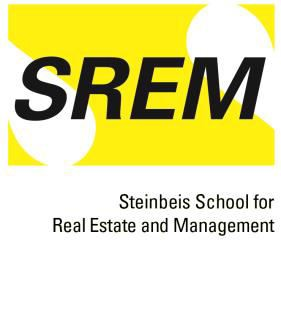 SREM
Steinbeis School for
Real Estate and Management